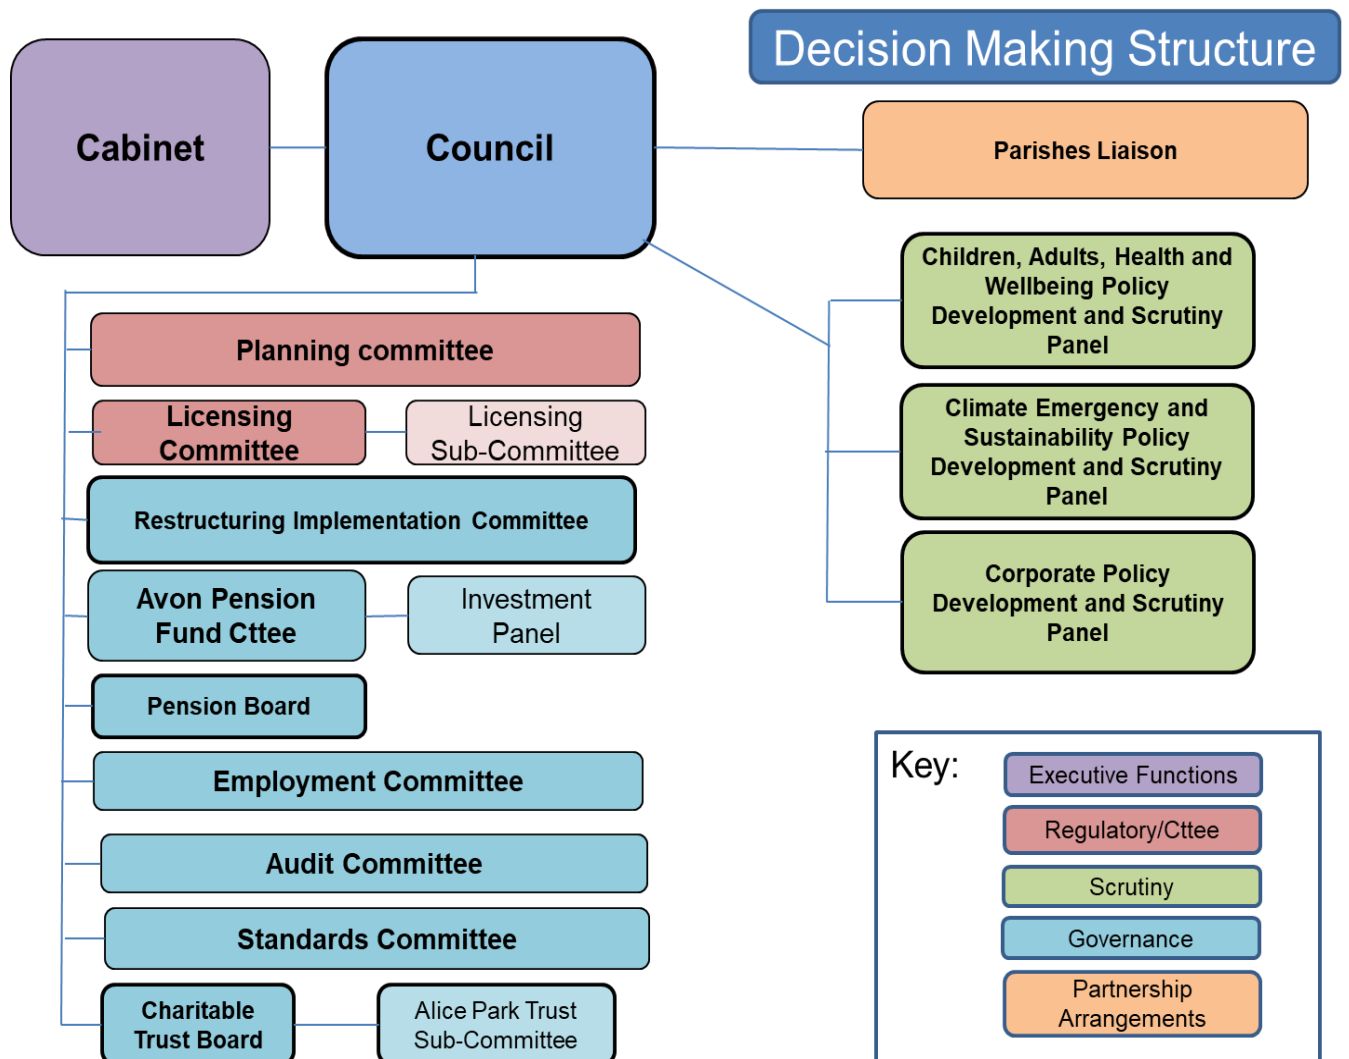 Decision Making Structure
Cabinet
Council
Parishes Liaison
Children, Adults, Health and
Wellbeing Policy
Development and Scrutiny
Panel
Climate Emergency and
Sustainability Policy
Development and Scrutiny
Panel
Corporate Policy
Development and Scrutiny
Panel
Planning committee
Licensing
Committee
Licensing
Sub-Committee
Restructuring Implementation Committee
Avon Pension
Fund Cttee
Investment
Panel
Pension Board
Employment Committee
Audit Committee
Standards Committee
Charitable
Trust Board
Alice Park Trust
Sub-Committee
Key:
Executive Functions
Regulatory/Cttee
Scrutiny
Governance
Partnership
Arrangements